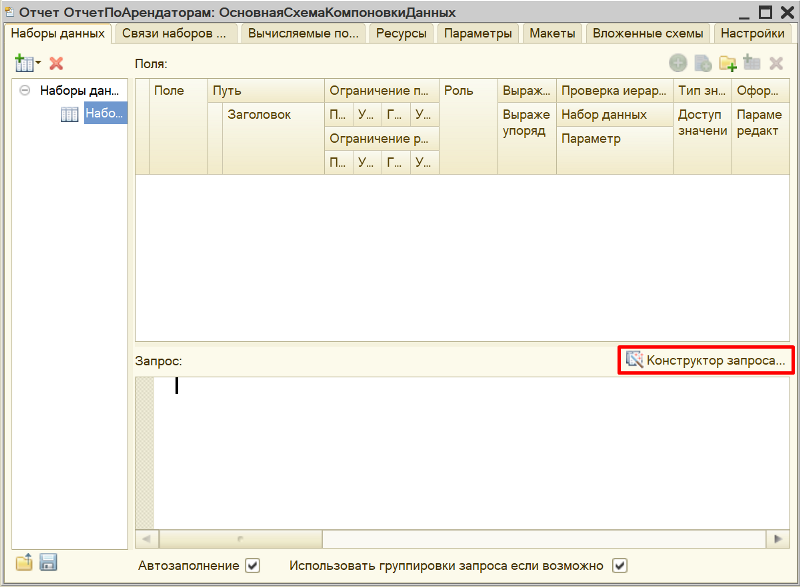 Отчет ОтчетПоАрендаторам: ОсновнаяСхемаКомпоновкиДанных
Наборы данных Связи наборов ... Вычисляемые по... Ресурсы Параметры Макеты Вложенные схемы Настройки
Поля:
Наборы дан...
Набо...
Поле Путь Ограничение п... Роль Выраж... Проверка иерар... Тип зн... Офор...
Заголовок П... У... Г... У... Выраже Набор данных Доступ Параме
упоряд значени редакт
Ограничение р... Параметр
П... У... Г... У...
Запрос: Конструктор запроса...
Автозаполнение Использовать группировки запроса если возможно